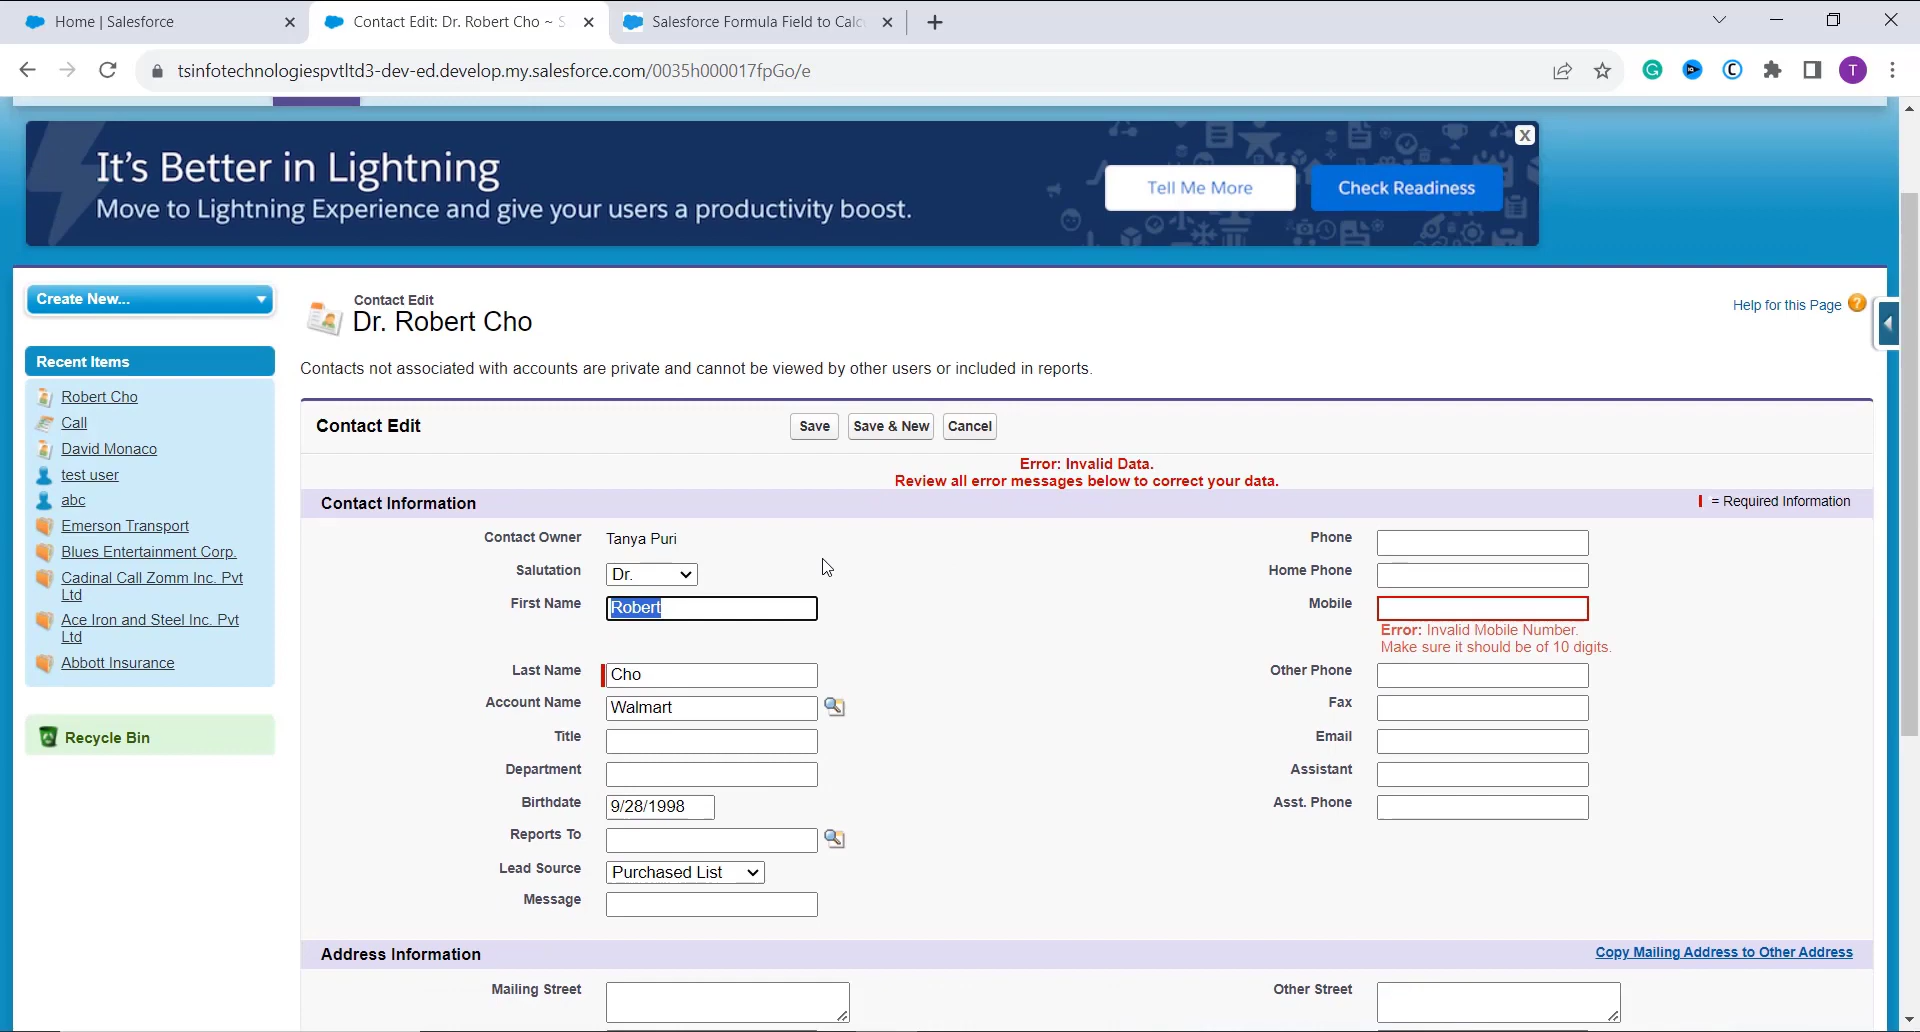 Home | Salesforce
Contact Edit: Dr. Robert Cho ~ S
Salesforce Formula Field to Calc
tsinfotechnologiespvtltd3-dev-ed.develop.my.salesforce.com/0035h000017fpGo/e
T
It's Better in Lightning
Move to Lightning Experience and give your users a productivity boost.
Tell Me More
Check Readiness
X
Create New...
Contact Edit
Dr. Robert Cho
Help for this Page
Recent Items
Robert Cho
Call
David Monaco
test user
abc
Emerson Transport
Blues Entertainment Corp.
Cadinal Call Zomm Inc. Pvt
Ltd
Ace Iron and Steel Inc. Pvt
Ltd
Abbott Insurance
Recycle Bin
Contacts not associated with accounts are private and cannot be viewed by other users or included in reports.
Contact Edit
Save
Save & New
Cancel
Error: Invalid Data.
Review all error messages below to correct your data.
Contact Information
= Required Information
Contact Owner Tanya Puri
Salutation Dr.
First Name Robert
Last Name Cho
Account Name Walmart
Title
Department
Birthdate 9/28/1998
Reports To
Lead Source Purchased List
Message
Phone
Home Phone
Mobile
Error: Invalid Mobile Number.
Make sure it should be of 10 digits.
Other Phone
Fax
Email
Assistant
Asst. Phone
Address Information
Copy Mailing Address to Other Address
Mailing Street
Other Street